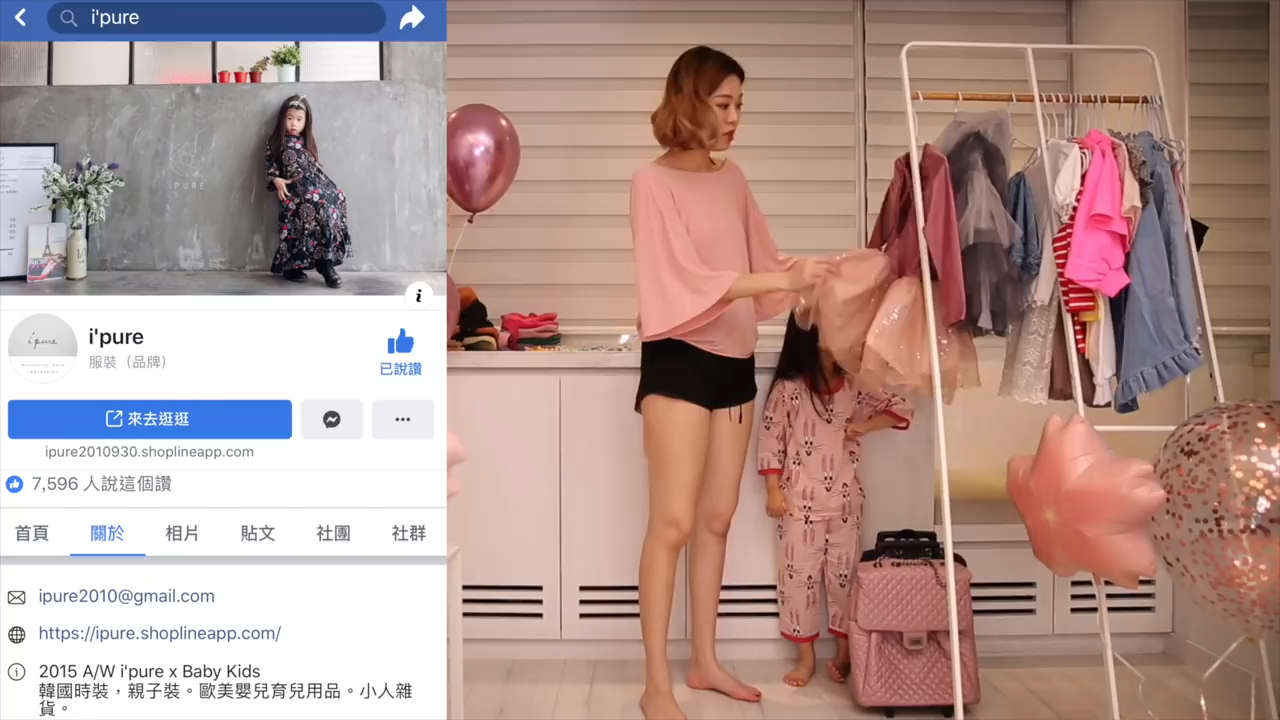 i'pure
IPURE
i'pure
i'pure
服裝（品牌）
已說讚
來去逛逛
ipure2010930.shoplineapp.com
7,596 人說這個讚
首頁 關於 相片 貼文 社團 社群
ipure2010@gmail.com
https://ipure.shoplineapp.com/
2015 A/W i'pure x Baby Kids
韓國時裝，親子裝。歐美嬰兒育兒用品。小人雜
貨。